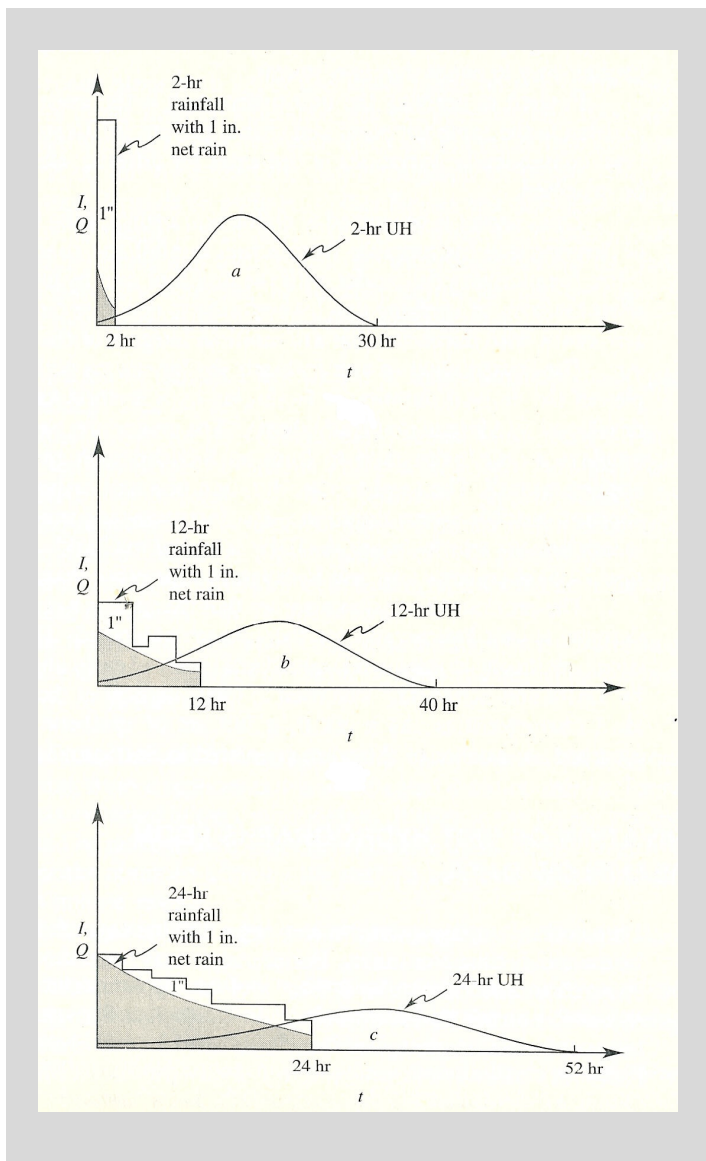 2-hr
rainfall
with 1 in.
net rain
I,
Q
1"
2-hr UH
a
2 hr
30 hr
t
12-hr
rainfall
with 1 in.
net rain
I,
Q
1"
12-hr UH
b
12 hr
40 hr
t
24-hr
rainfall
with 1 in.
net rain
I,
Q
1"
24-hr UH
c
24 hr
52 hr
t